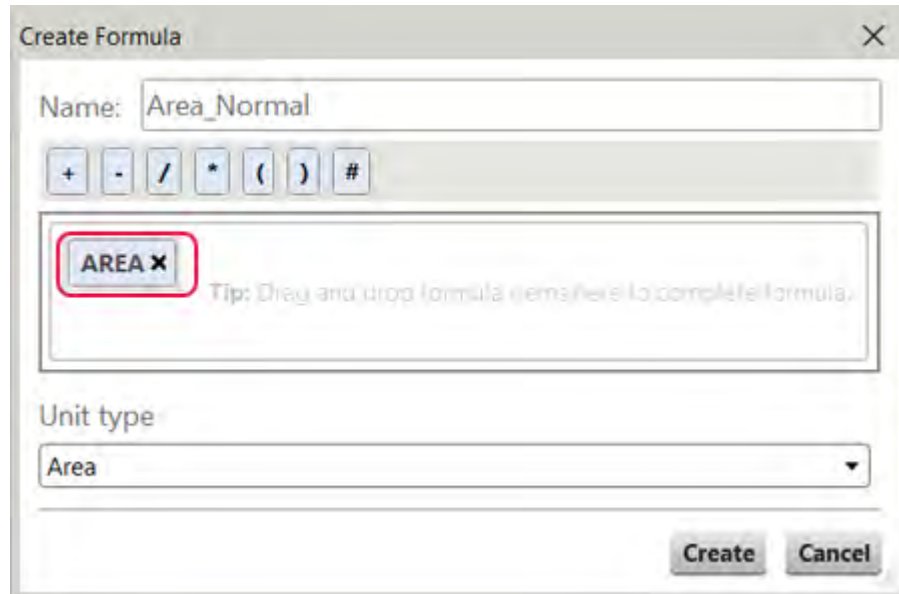 Create Formula
Name: Area_Normal
+ - / * ( ) #
AREA
Tip: Drag and drop formula items here to complete formula.
Unit type
Area
Create Cancel